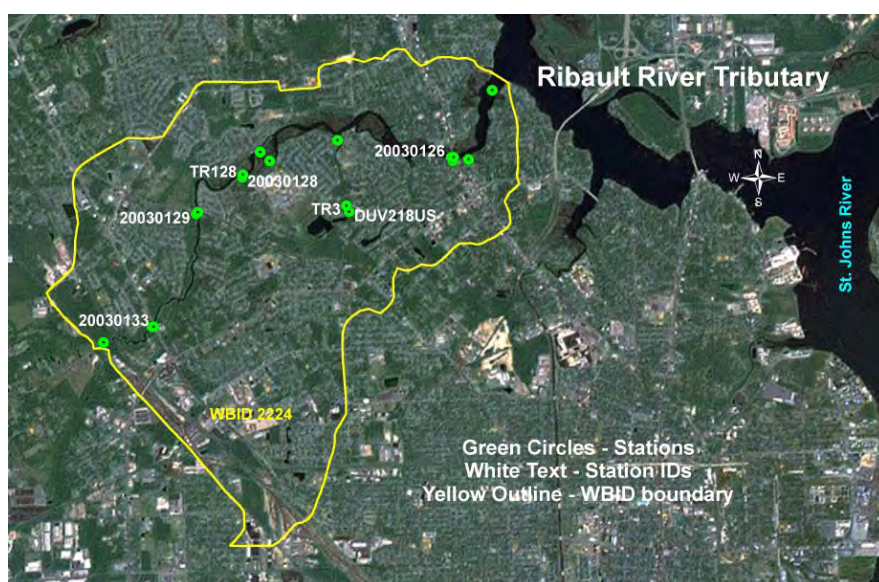 Ribault River Tributary
20030126
TR128
20030128
N
W E
S
20030129
TR3
DUV218US
St. Johns River
20030133
WBID 2224
Green Circles - Stations
White Text - Station IDs
Yellow Outline - WBID boundary